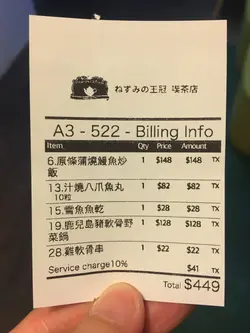 ねずみの王冠 喫茶店
A3 - 522 - Billing Info
Item Qty Price Amount
6.原條蒲燒鰻魚炒 1 $148 $148 TX
飯
13.汁燒八爪魚丸 1 $82 $82 TX
10粒
15.雪魚魚乾 1 $28 $28 TX
19.鹿兒島豬軟骨野 1 $128 $128 TX
菜鍋
28.雞軟骨串 1 $22 $22 TX
Service charge10% $41 TX
Total $449